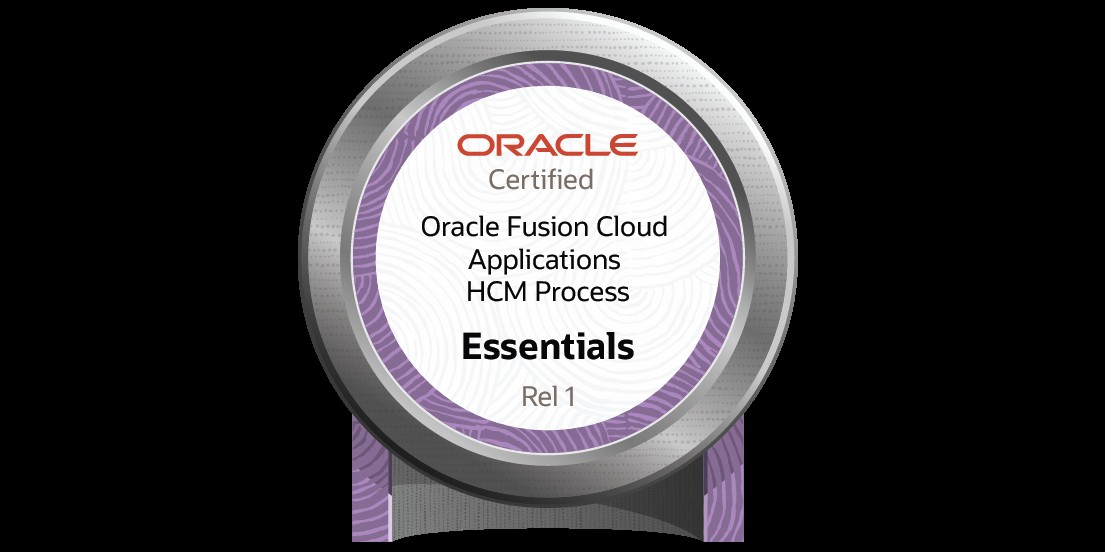 ORACLE
Certified
Oracle Fusion Cloud
Applications
HCM Process
Essentials
Rel 1